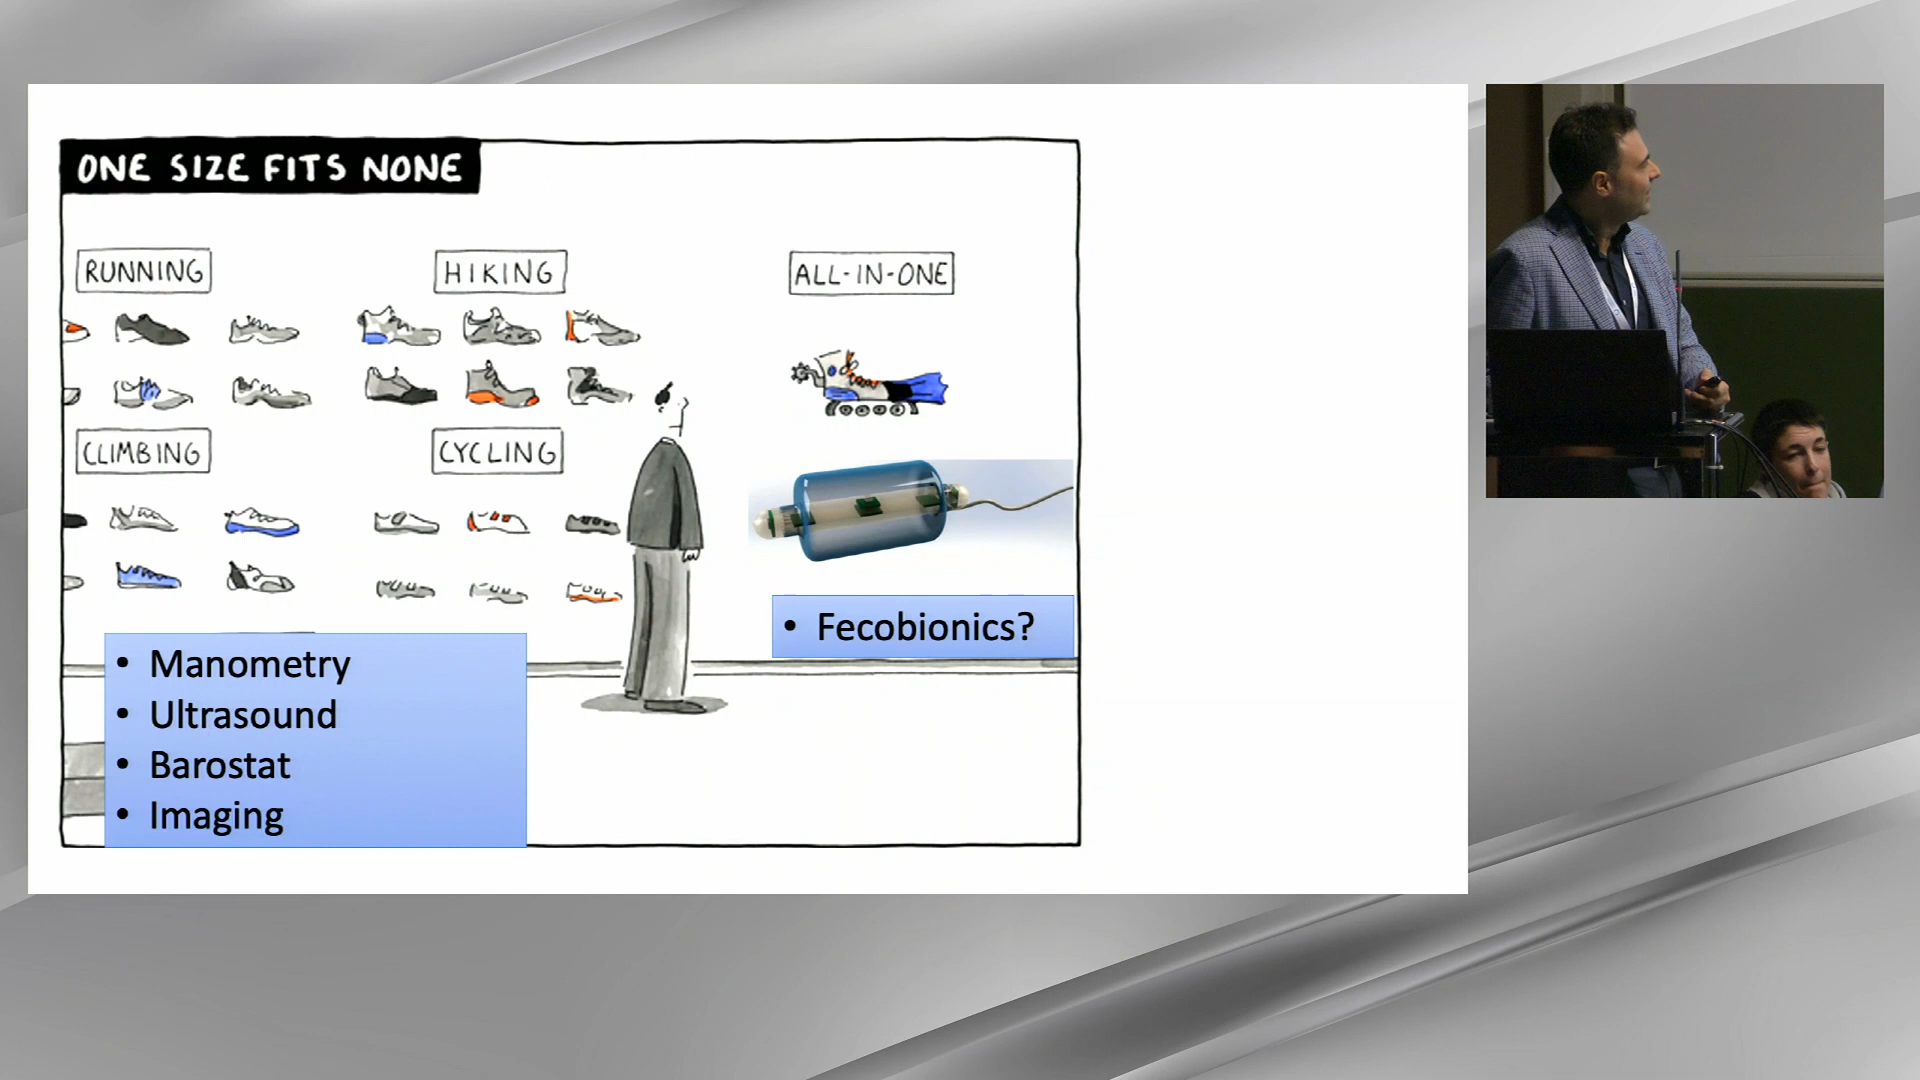 ONE SIZE FITS NONE
RUNNING
HIKING
ALL-IN-ONE
CLIMBING
CYCLING
• Fecobionics?
• Manometry
• Ultrasound
• Barostat
• Imaging